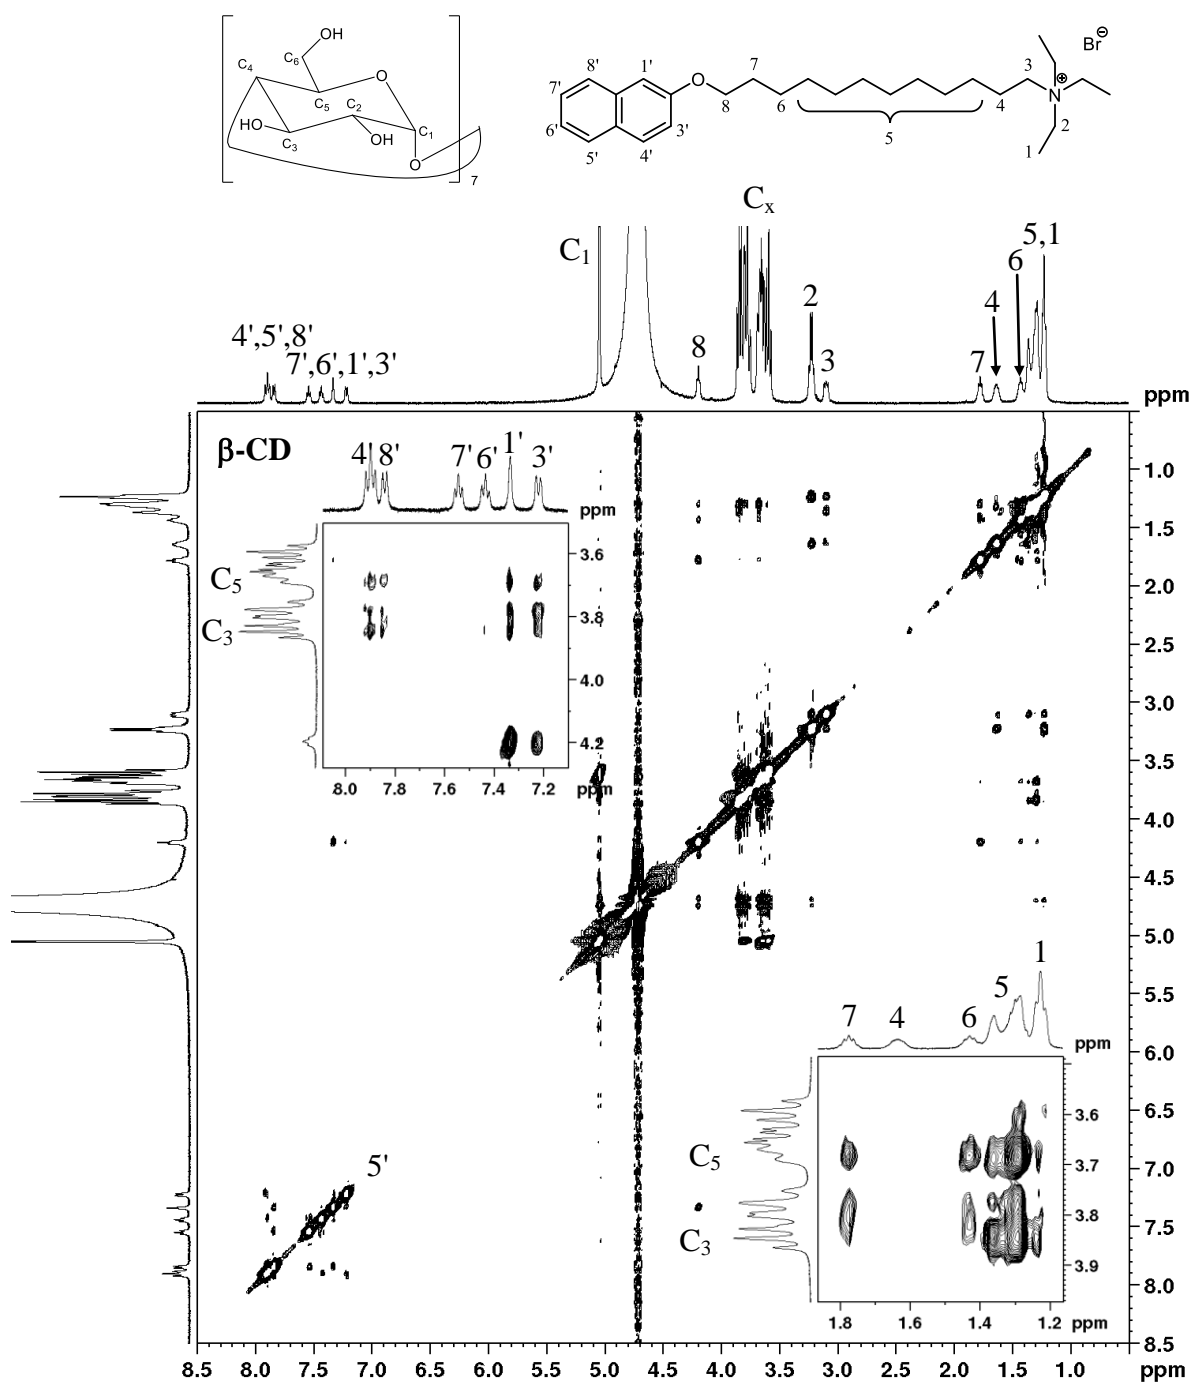 OH
C6
C4
O
C5
C2
HO
OH
C1
C3
O
7
Br⊖
8' 1' 7 3
7' O N⊕
6' 3' 8 6 4
5' 4' 5 2
1
Cx
C1
5,1
6
2
4
4',5',8'
7',6',1',3'
8
3
7
ppm
β-CD
4' 8' 7' 6' 1' 3'
ppm
C5
C3
3.6
3.8
4.0
4.2
8.0 7.8 7.6 7.4 7.2 ppm
1.0
1.5
2.0
2.5
3.0
3.5
4.0
4.5
5.0
5.5
6.0
6.5
7.0
7.5
8.0
8.5
5'
7 4 6 5 1
ppm
C5
C3
3.6
3.7
3.8
3.9
1.8 1.6 1.4 1.2 ppm
8.5 8.0 7.5 7.0 6.5 6.0 5.5 5.0 4.5 4.0 3.5 3.0 2.5 2.0 1.5 1.0 ppm